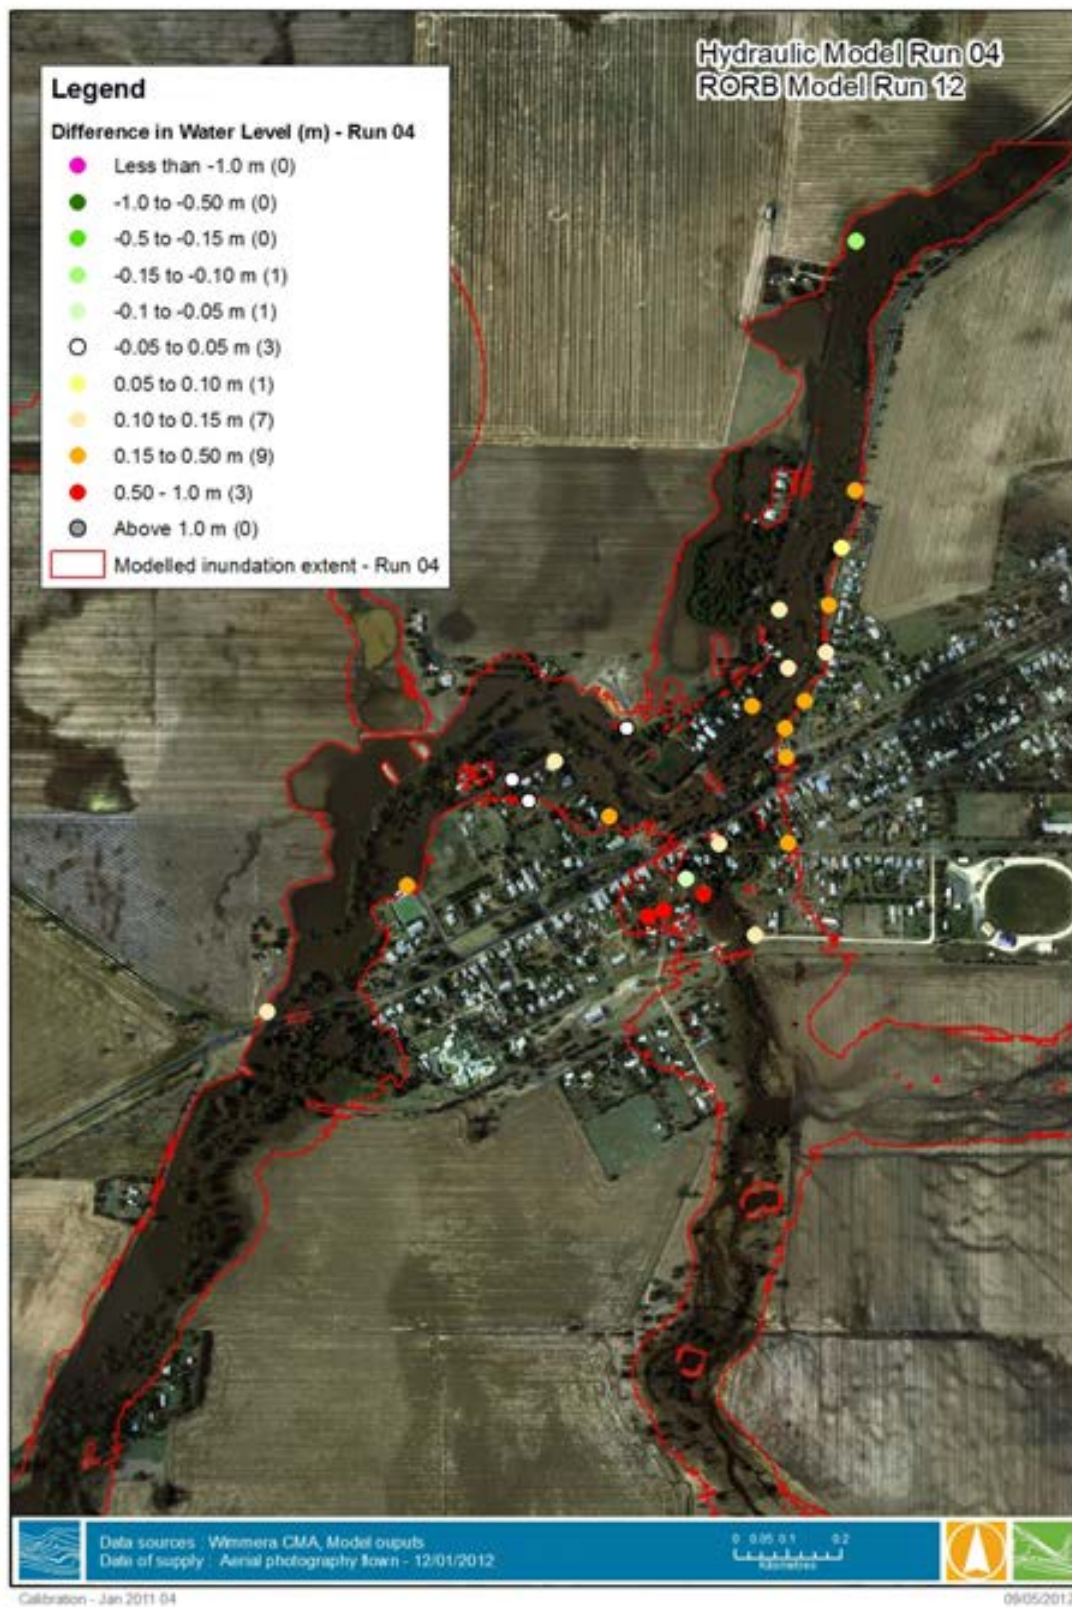 Hydraulic Model Run 04
RORB Model Run 12
Legend
Difference in Water Level (m) - Run 04
Less than -1.0 m (0)
-1.0 to -0.50 m (0)
-0.5 to -0.15 m (0)
-0.15 to -0.10 m (1)
-0.1 to -0.05 m (1)
-0.05 to 0.05 m (3)
0.05 to 0.10 m (1)
0.10 to 0.15 m (7)
0.15 to 0.50 m (9)
0.50 - 1.0 m (3)
Above 1.0 m (0)
Modelled inundation extent - Run 04
Data sources : Wimmera CMA, Model ouputs
Date of supply : Aerial photography flown - 12/01/2012
0 0.05 0.1 0.2
Kilometres
Calibration - Jan 2011 04
09/05/2012